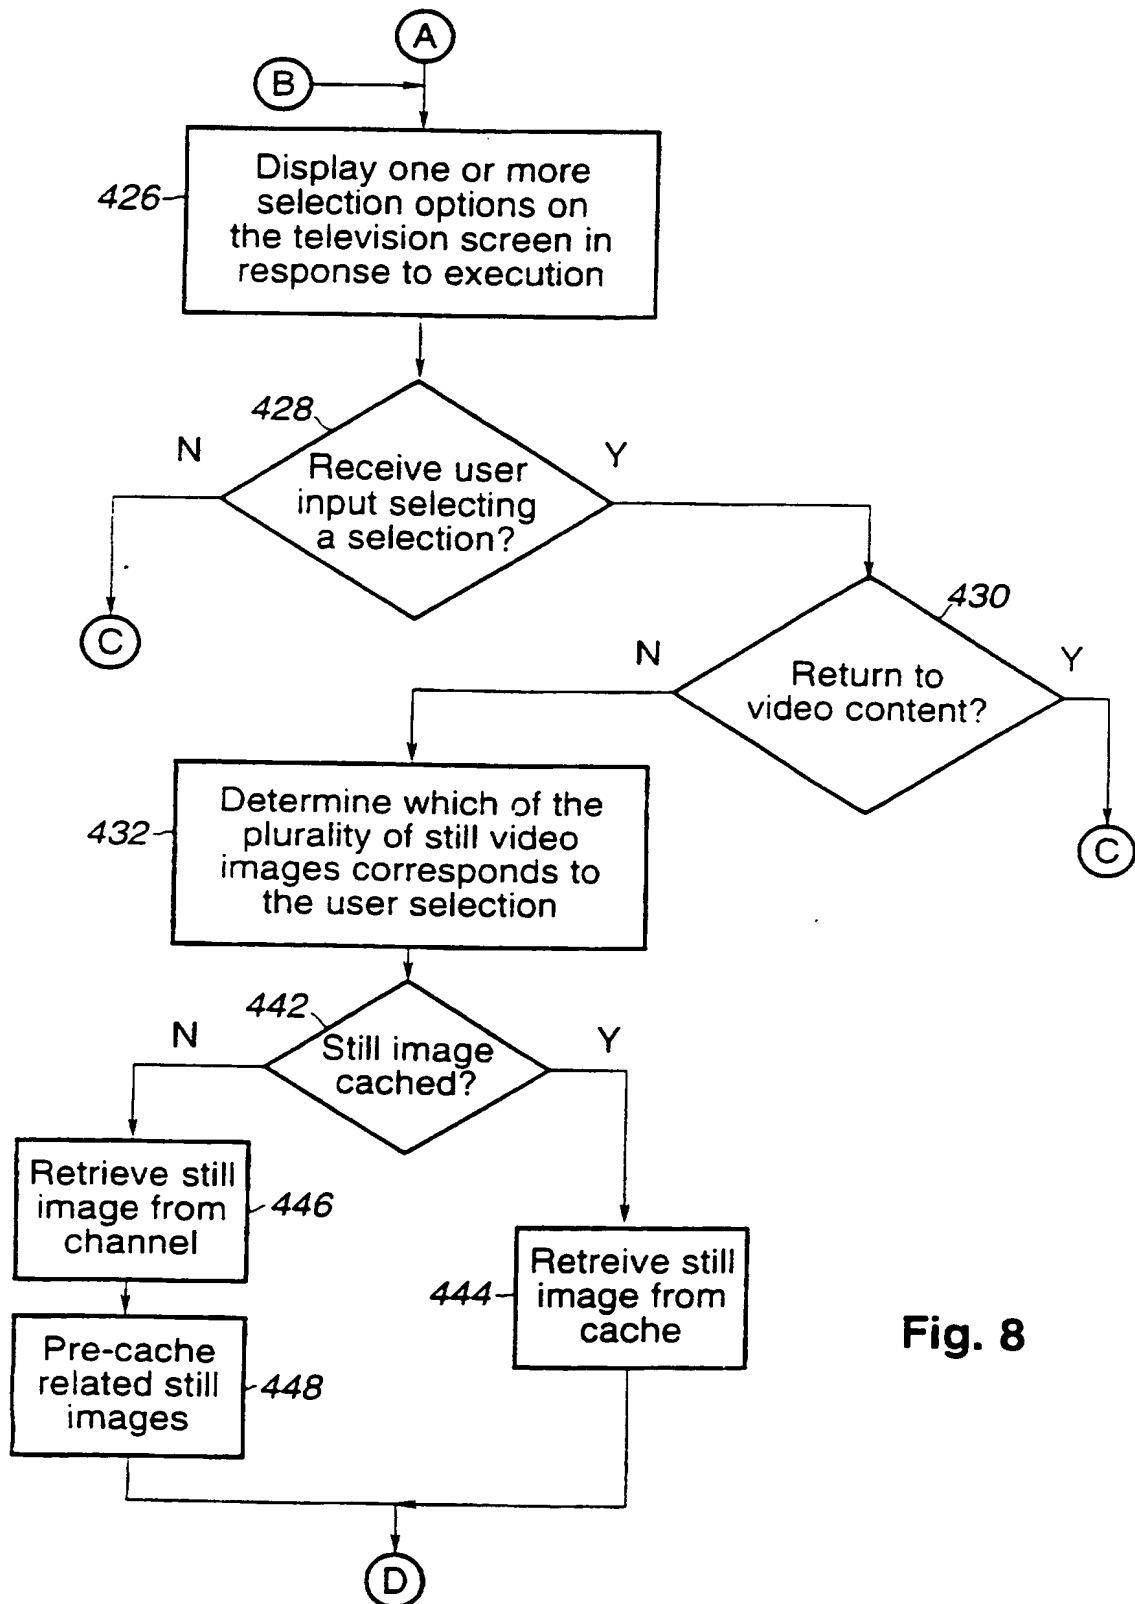 A
B
Display one or more
selection options on
the television screen in
response to execution
426
428
N
Y
Receive user
input selecting
a selection?
C
430
N
Y
Return to
video content?
C
Determine which of the
plurality of still video
images corresponds to
the user selection
432
442
N
Y
Still image
cached?
Retrieve still
image from
channel
446
Retreive still
image from
cache
444
Pre-cache
related still
images
448
Fig. 8
D